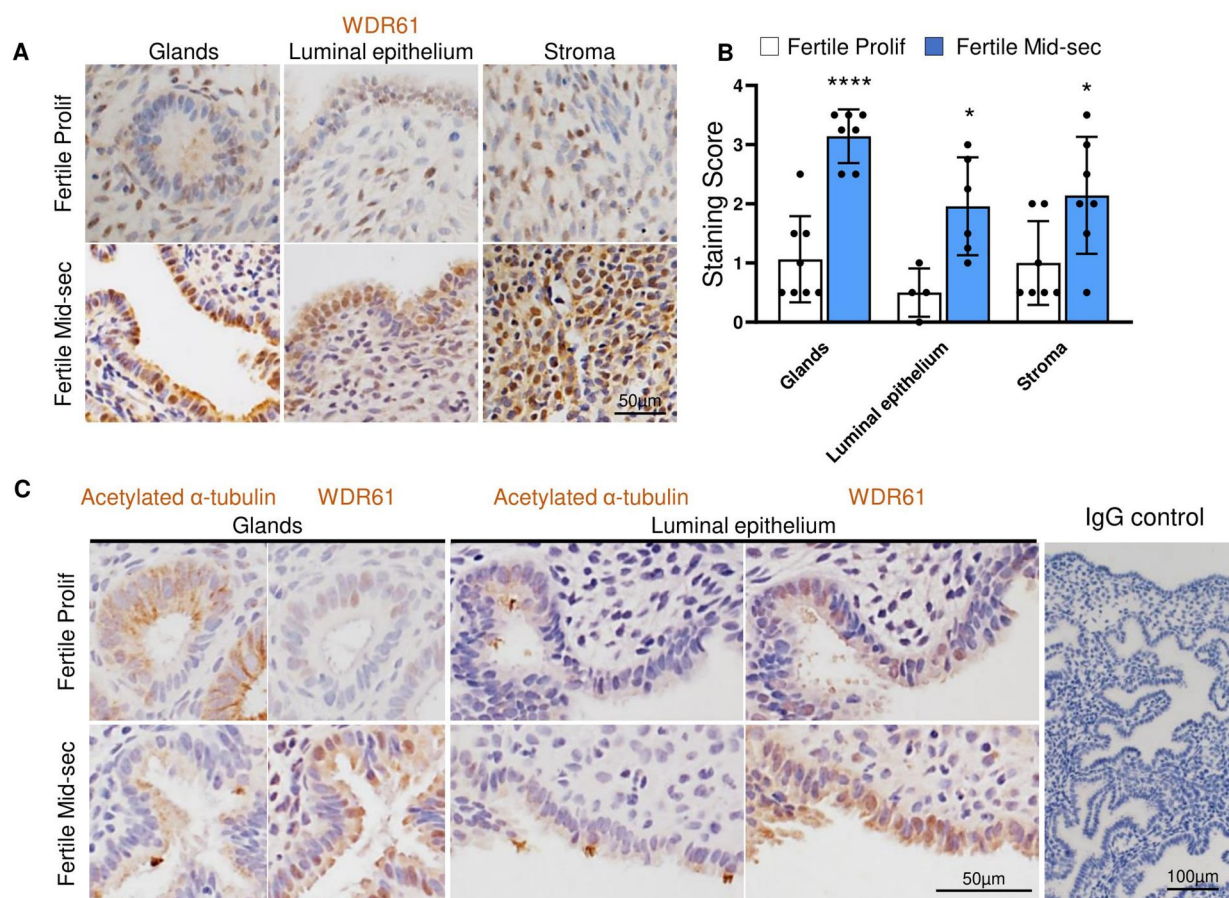 WDR61
A
Glands
Luminal epithelium
Stroma
Fertile Prolif
Fertile Mid-sec
50µm
B
Fertile Prolif
Fertile Mid-sec
Staining Score
4
3
2
1
0
****
*
*
Glands
Luminal epithelium
Stroma
C
Acetylated α-tubulin
WDR61
Acetylated α-tubulin
WDR61
Glands
Luminal epithelium
IgG control
Fertile Prolif
Fertile Mid-sec
50µm
100µm